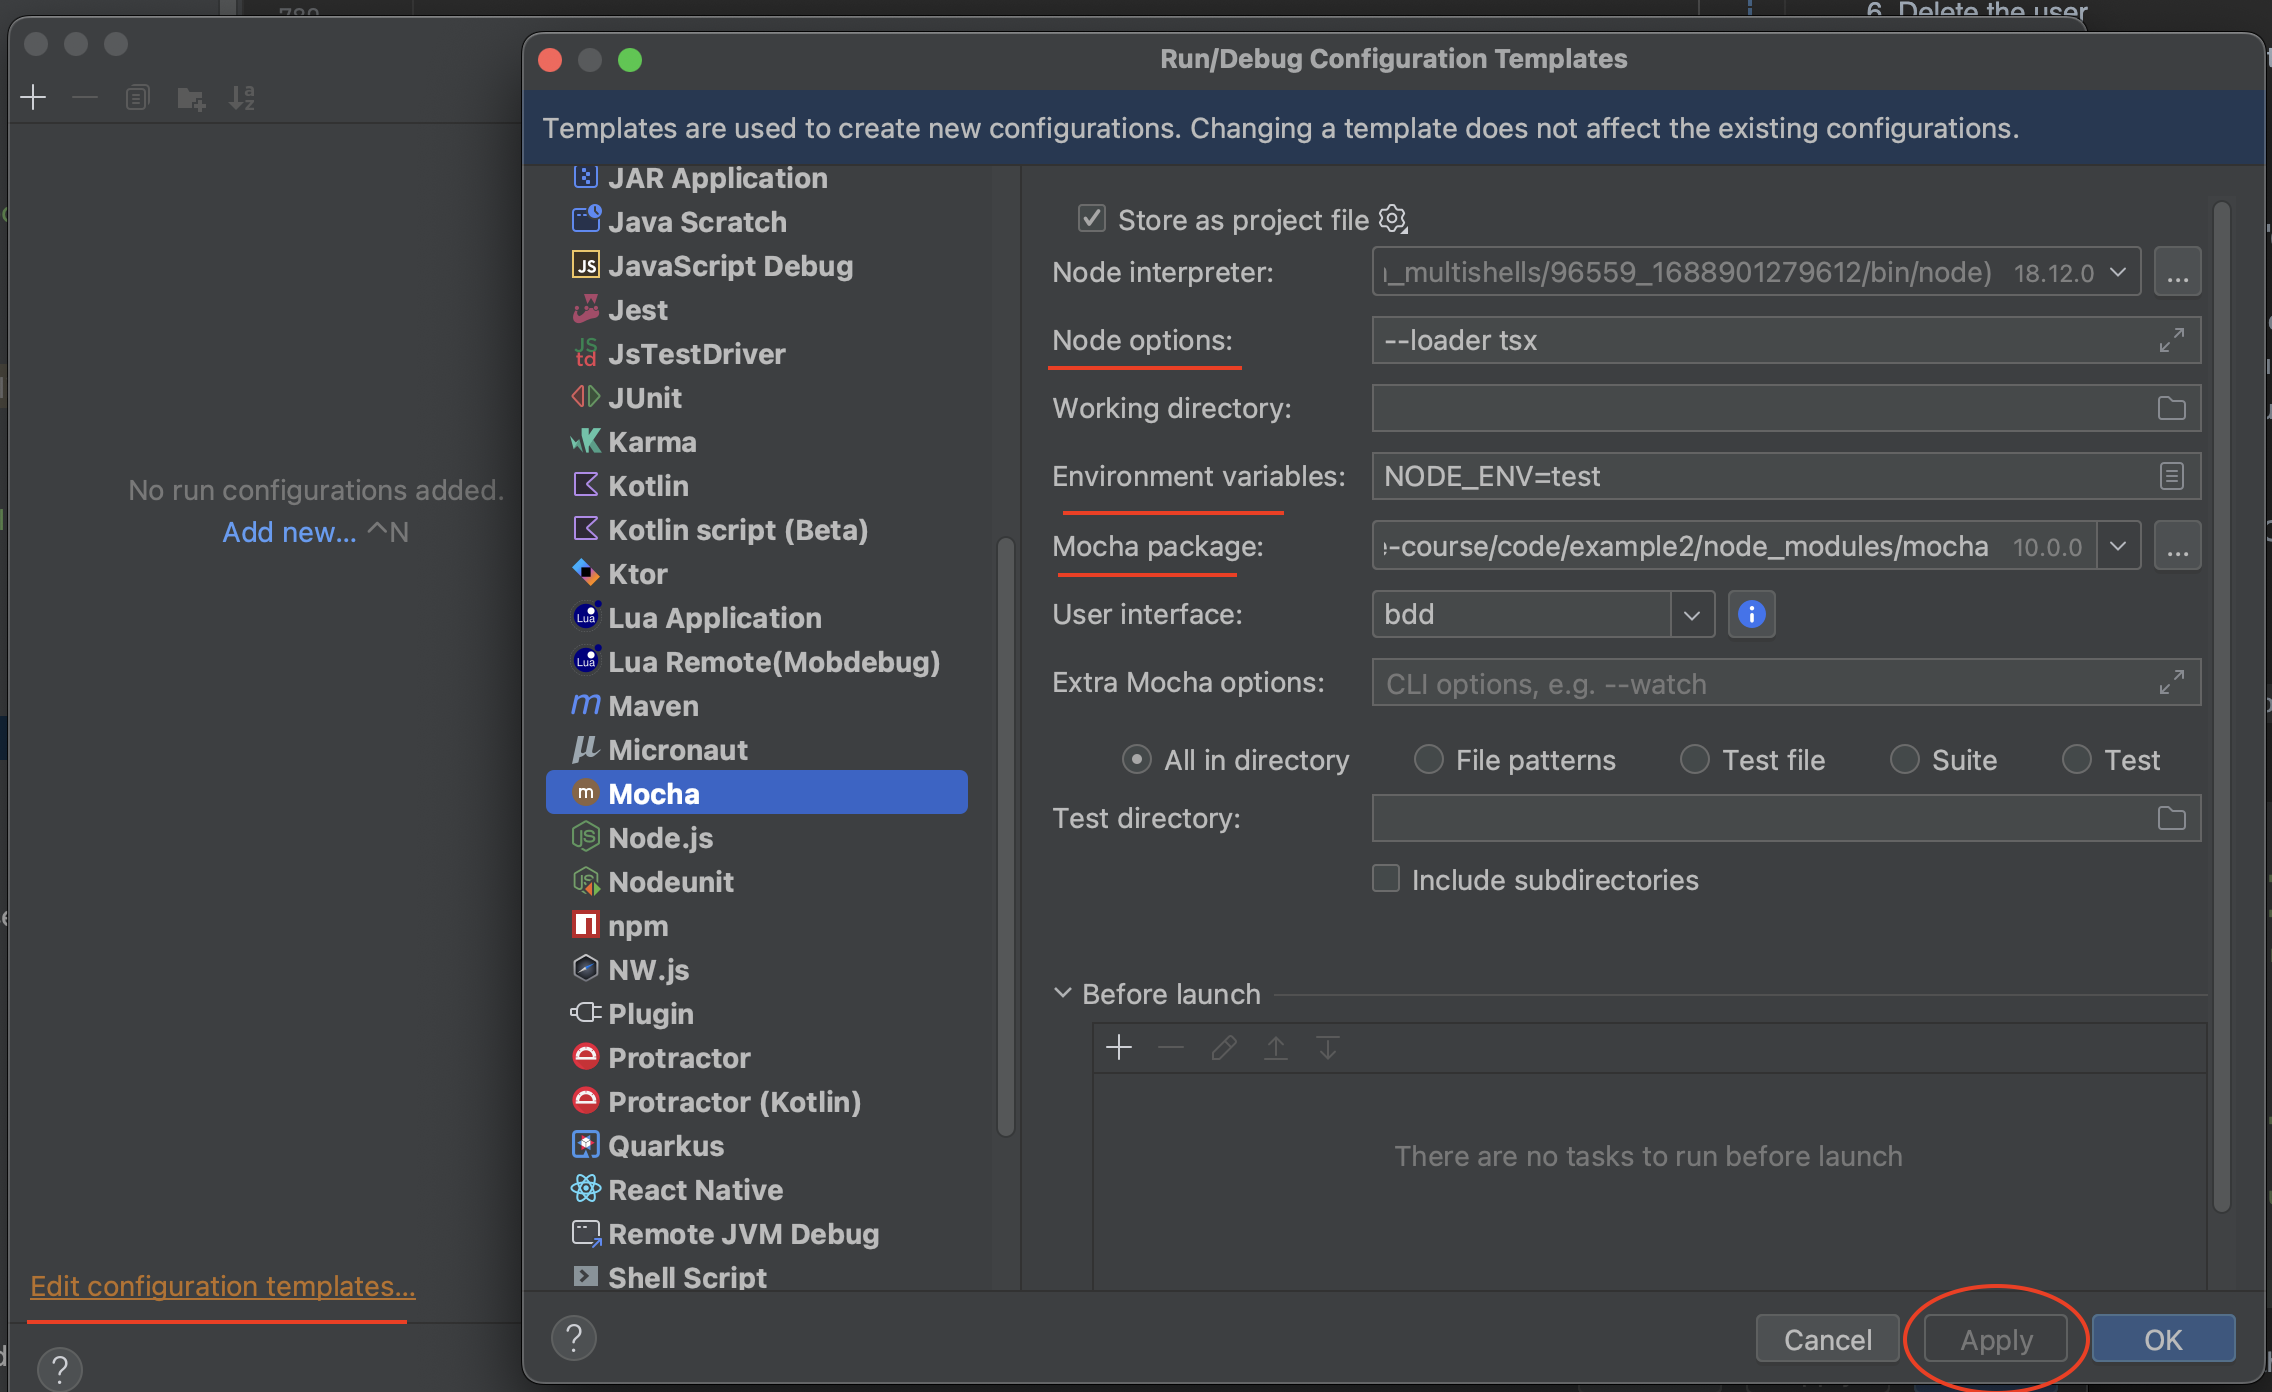 6. Delete the user
Run/Debug Configuration Templates
Templates are used to create new configurations. Changing a template does not affect the existing configurations.
No run configurations added.
Add new... ^N
Edit configuration templates...
?
JAR Application
Java Scratch
JS JavaScript Debug
Jest
JS td JsTestDriver
JUnit
Karma
Kotlin
Kotlin script (Beta)
Ktor
Lua Lua Application
Lua Lua Remote(Mobdebug)
m Maven
μ Micronaut
m Mocha
JS Node.js
JS Nodeunit
npm
NW.js
Plugin
Protractor
Protractor (Kotlin)
Quarkus
React Native
Remote JVM Debug
Shell Script
?
Store as project file
Node interpreter: _multishells/96559_1688901279612/bin/node) 18.12.0 ...
Node options: --loader tsx
Working directory:
Environment variables: NODE_ENV=test
Mocha package: -course/code/example2/node_modules/mocha 10.0.0 ...
User interface: bdd
Extra Mocha options: CLI options, e.g. --watch
All in directory File patterns Test file Suite Test
Test directory:
Include subdirectories
Before launch
There are no tasks to run before launch
Cancel Apply OK